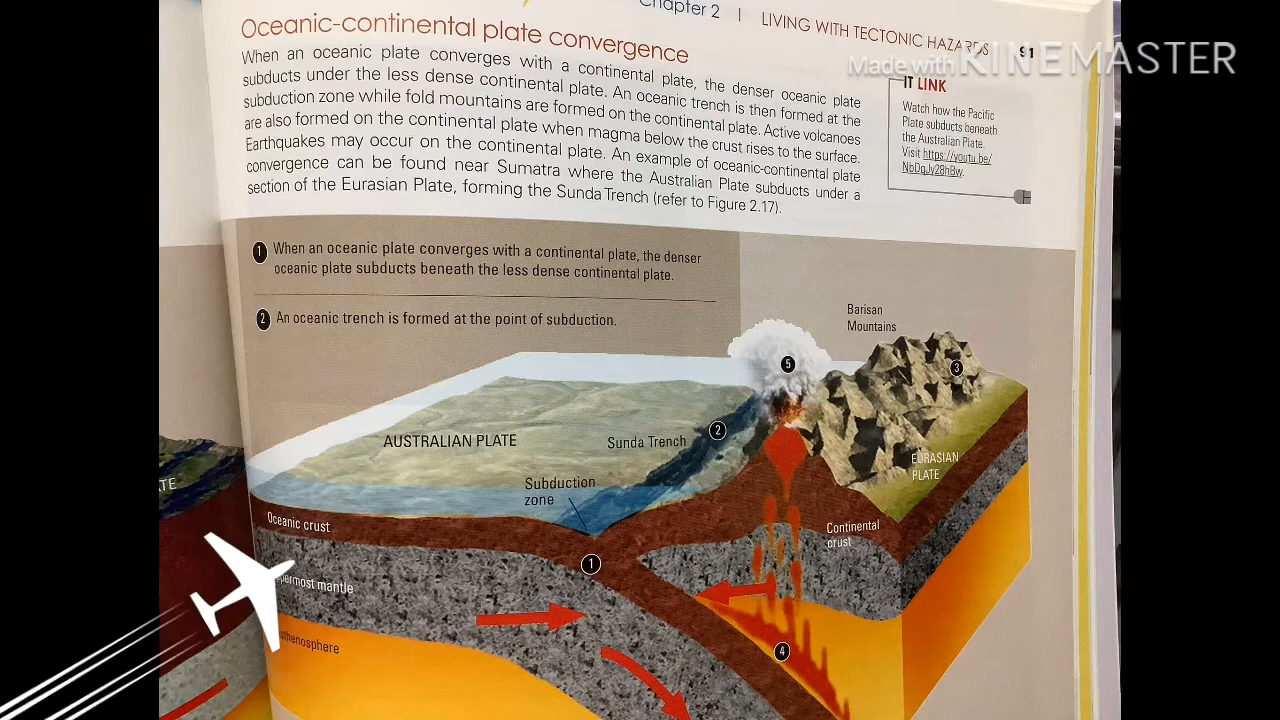 Chapter 2 | LIVING WITH TECTONIC HAZARDS 91
Made with KINEMASTER
Oceanic-continental plate convergence
When an oceanic plate converges with a continental plate, the denser oceanic plate
subducts under the less dense continental plate. An oceanic trench is then formed at the
subduction zone while fold mountains are formed on the continental plate. Active volcanoes
are also formed on the continental plate when magma below the crust rises to the surface.
Earthquakes may occur on the continental plate. An example of oceanic-continental plate
convergence can be found near Sumatra where the Australian Plate subducts under a
section of the Eurasian Plate, forming the Sunda Trench (refer to Figure 2.17).
IT LINK
Watch how the Pacific
Plate subducts beneath
the Australian Plate.
Visit https://youtu.be/
NbDqJy28hBw.
1 When an oceanic plate converges with a continental plate, the denser
oceanic plate subducts beneath the less dense continental plate.
2 An oceanic trench is formed at the point of subduction.
Barisan
Mountains
5
3
AUSTRALIAN PLATE
Sunda Trench
2
EURASIAN
PLATE
Subduction
zone
TE
Oceanic crust
Continental
crust
1
permost mantle
sthenosphere
4